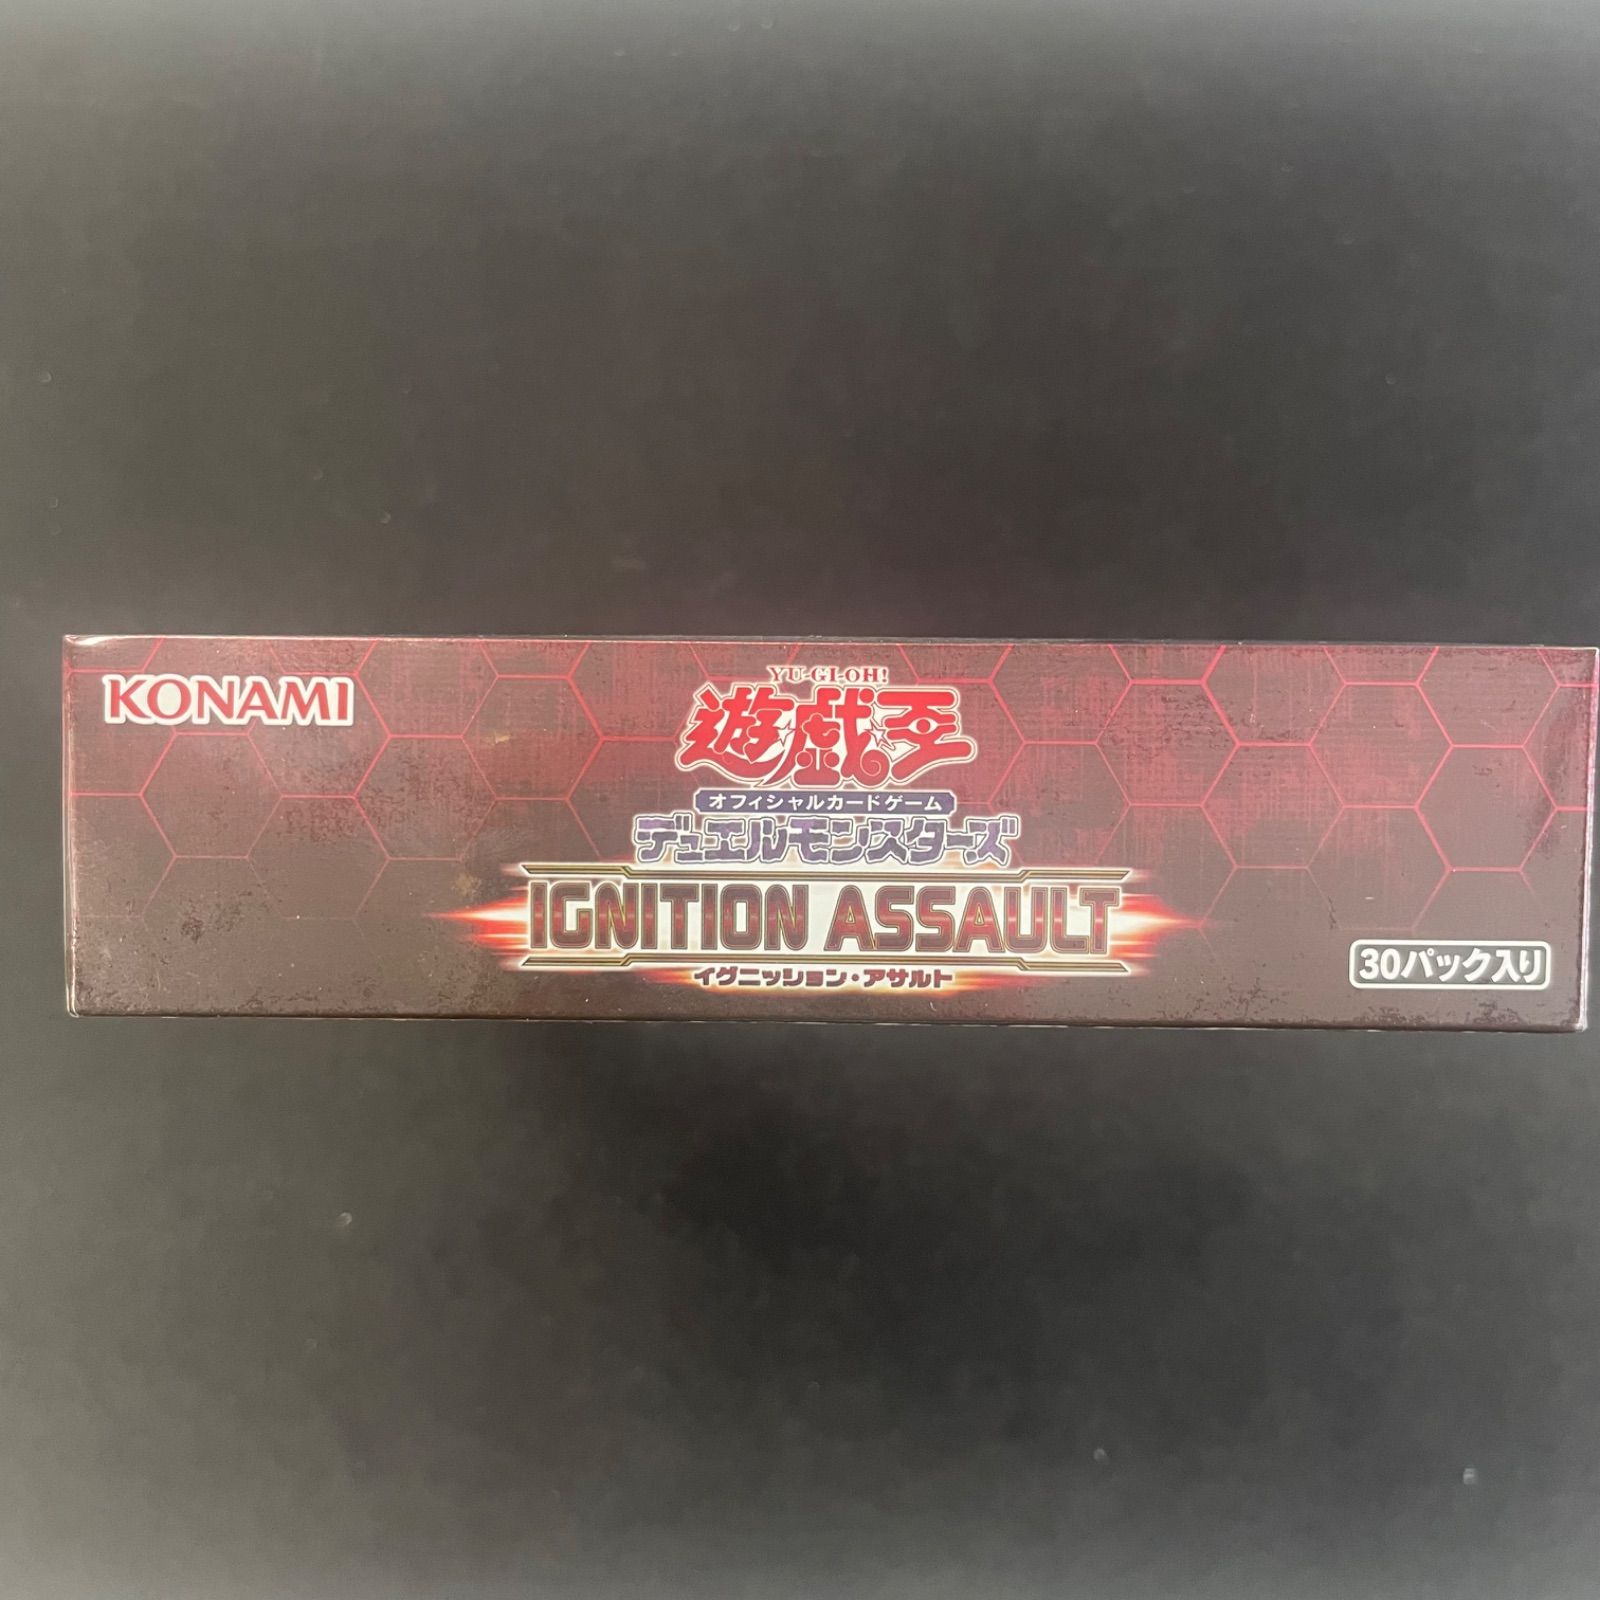 KONAMI
YU-GI-OH!
遊戯王
オフィシャルカードゲーム
デュエルモンスターズ
IGNITION ASSAULT
イグニッション・アサルト
30パック入り